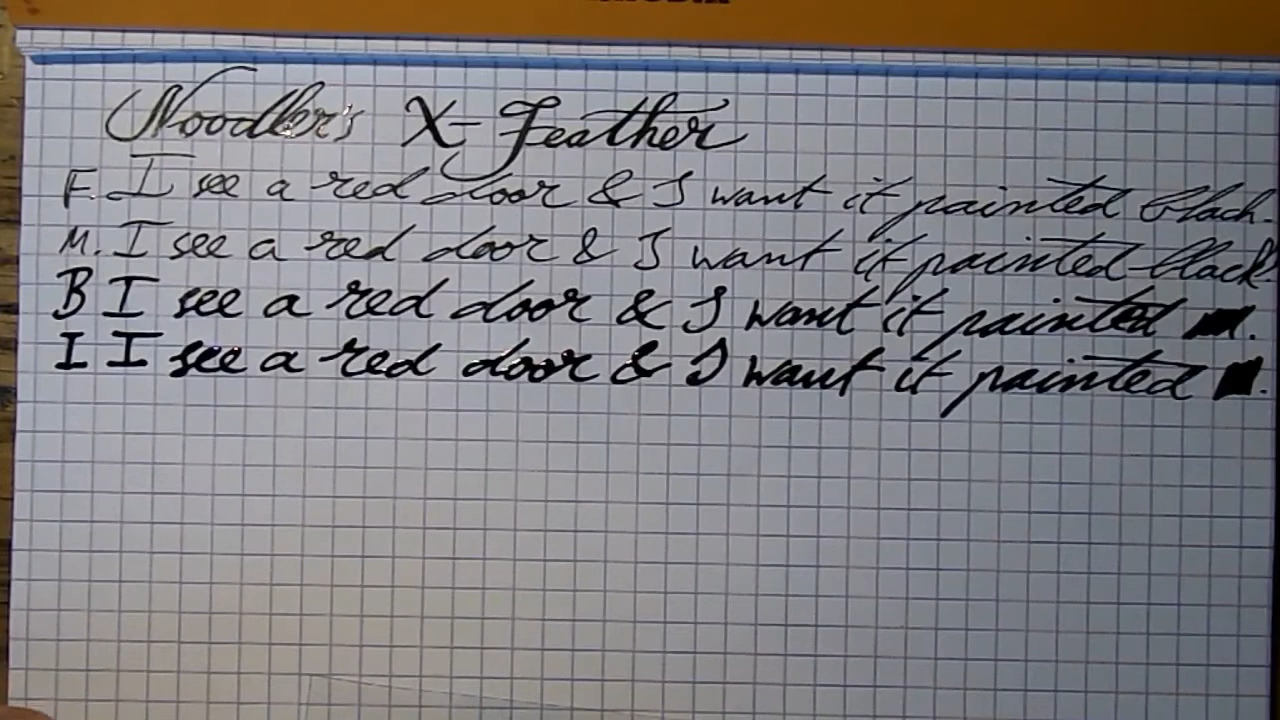 Noodler's X-Feather
F. I see a red door & I want it painted black.
M. I see a red door & I want it painted black.
B I see a red door & I want it painted .
I I see a red door & I want it painted .